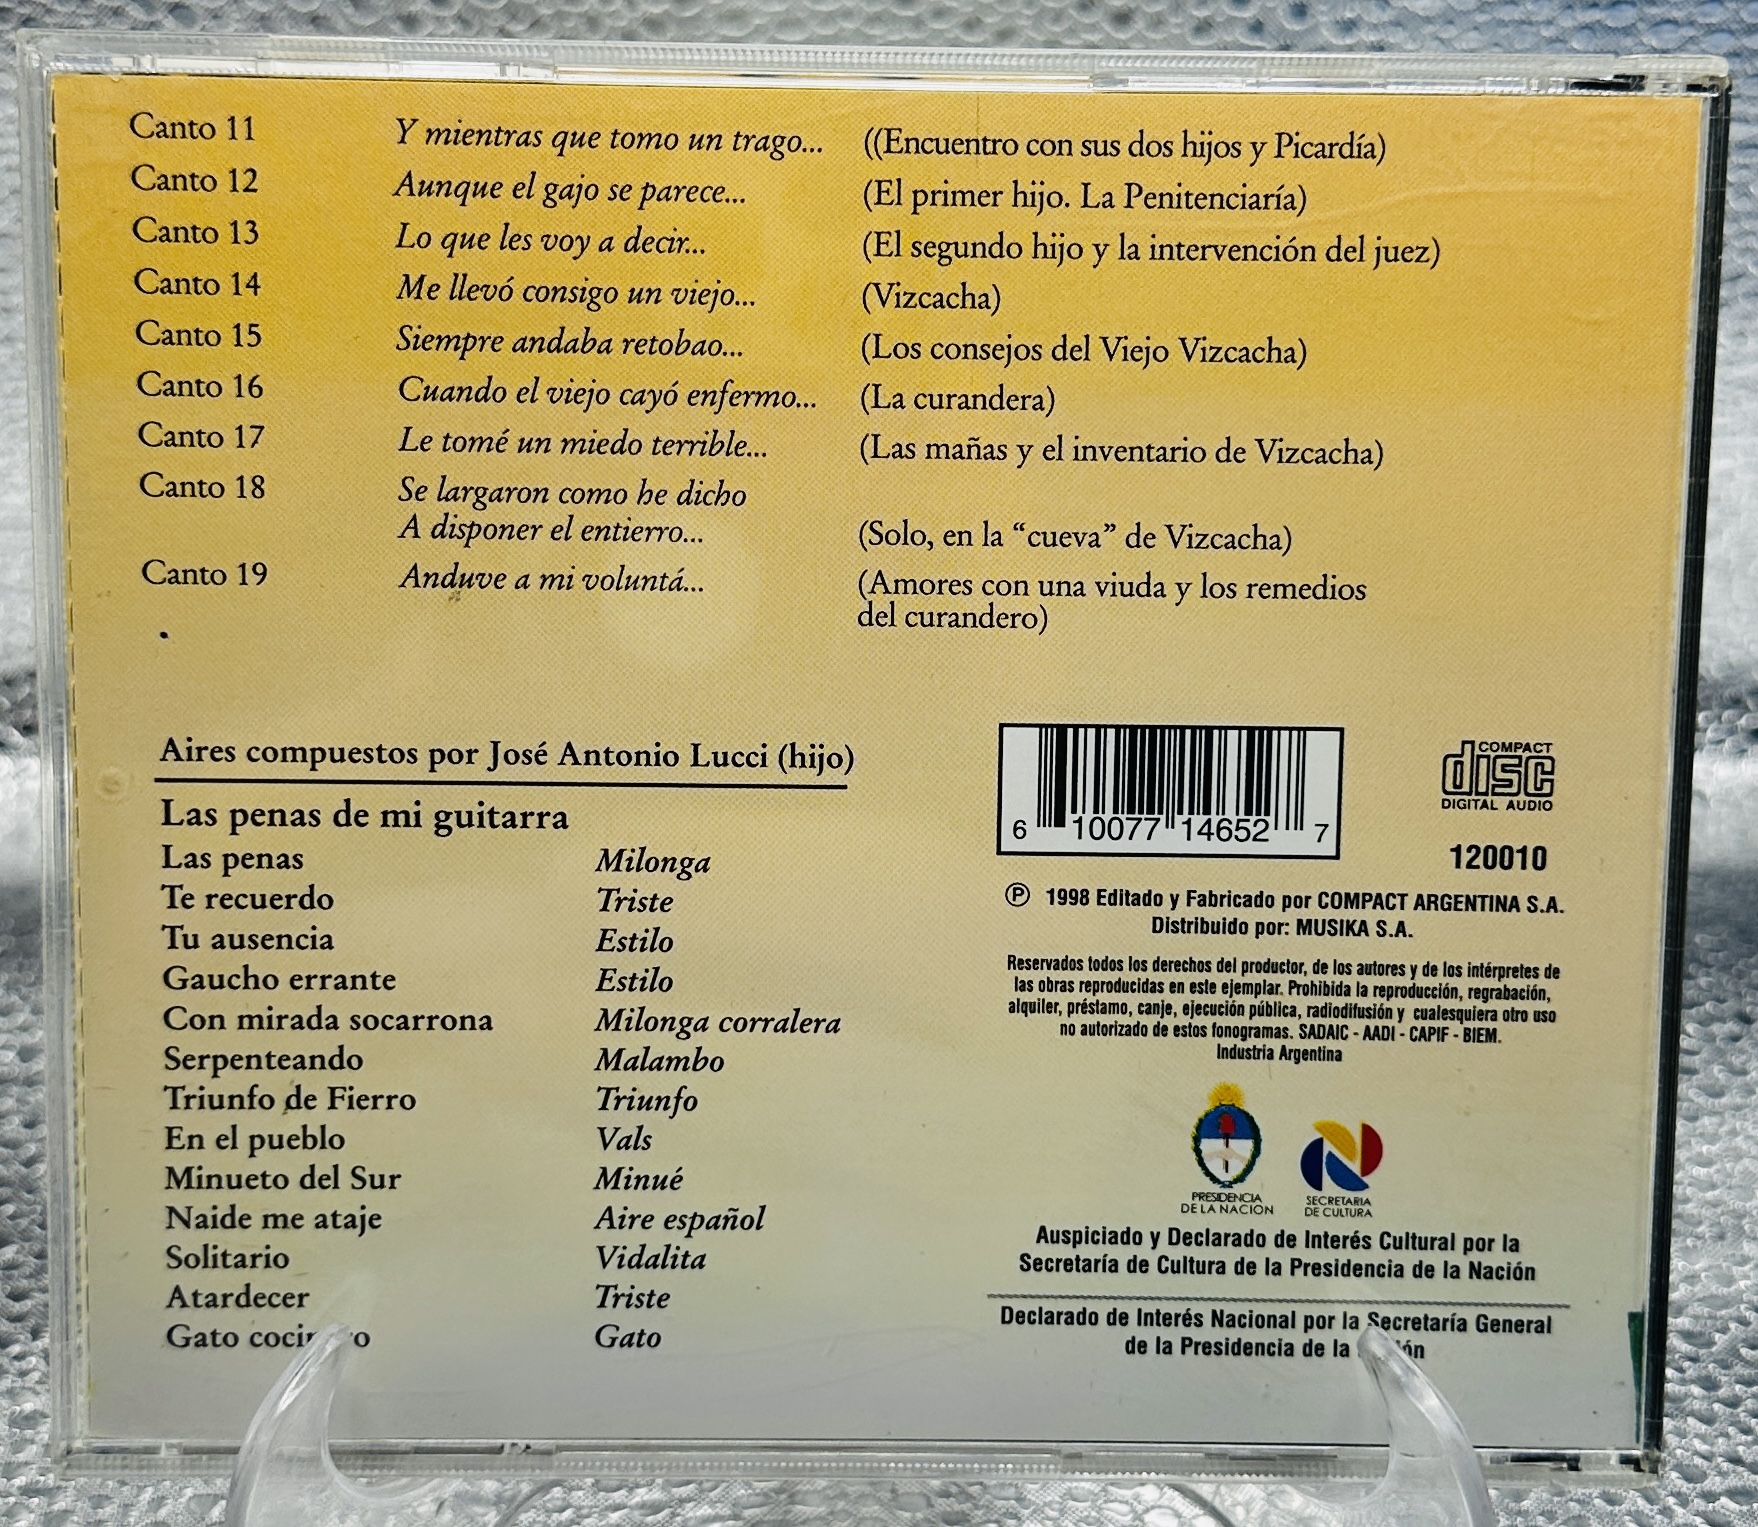 Canto 11 Y mientras que tomo un trago... ((Encuentro con sus dos hijos y Picardía)
Canto 12 Aunque el gajo se parece... (El primer hijo. La Penitenciaría)
Canto 13 Lo que les voy a decir... (El segundo hijo y la intervención del juez)
Canto 14 Me llevó consigo un viejo... (Vizcacha)
Canto 15 Siempre andaba retobao... (Los consejos del Viejo Vizcacha)
Canto 16 Cuando el viejo cayó enfermo... (La curandera)
Canto 17 Le tomé un miedo terrible... (Las mañas y el inventario de Vizcacha)
Canto 18 Se largaron como he dicho
A disponer el entierro... (Solo, en la “cueva” de Vizcacha)
Canto 19 Anduve a mi voluntá... (Amores con una viuda y los remedios
del curandero)
Aires compuestos por José Antonio Lucci (hijo)
Las penas de mi guitarra
Las penas Milonga
Te recuerdo Triste
Tu ausencia Estilo
Gaucho errante Estilo
Con mirada socarrona Milonga corralera
Serpenteando Malambo
Triunfo de Fierro Triunfo
En el pueblo Vals
Minueto del Sur Minué
Naide me ataje Aire español
Solitario Vidalita
Atardecer Triste
Gato Gato
6 10077 14652 7
COMPACT
disc
DIGITAL AUDIO
120010
Ⓟ 1998 Editado y Fabricado por COMPACT ARGENTINA S.A.
Distribuido por: MUSIKA S.A.
Reservados todos los derechos del productor, de los autores y de los intérpretes de
las obras reproducidas en este ejemplar. Prohibida la reproducción, regrabación,
alquiler, préstamo, canje, ejecución pública, radiodifusión y cualesquiera otro uso
no autorizado de estos fonogramas. SADAIC - AADI - CAPIF - BIEM.
Industria Argentina
PRESIDENCIA
DE LA NACION
SECRETARIA
DE CULTURA
Auspiciado y Declarado de Interés Cultural por la
Secretaría de Cultura de la Presidencia de la Nación
Declarado de Interés Nacional por la Secretaría General
de la Presidencia de la